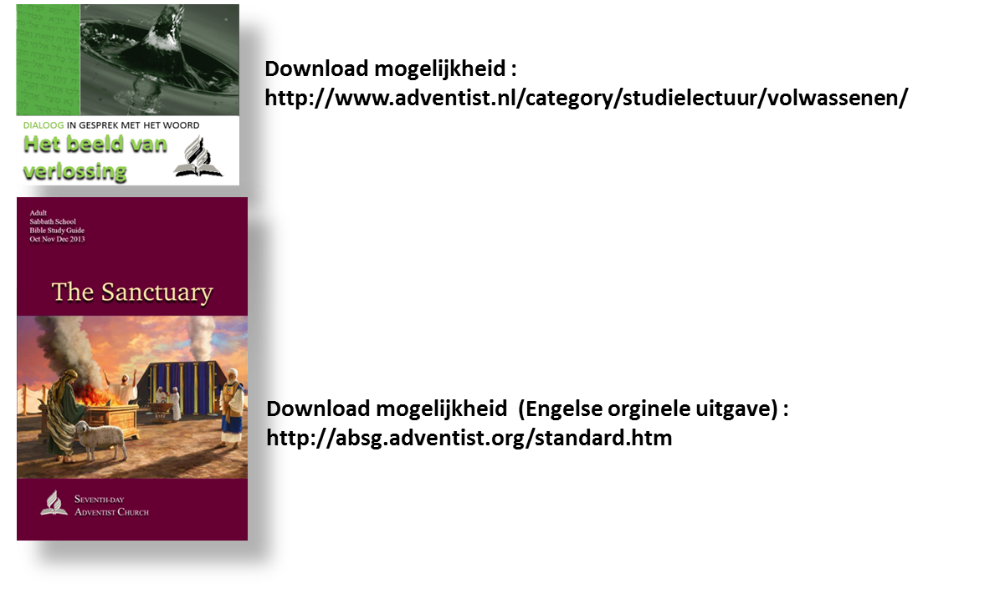 DIALOOG IN GESPREK MET HET WOORD
Het beeld van
verlossing
Download mogelijkheid :
http://www.adventist.nl/category/studielectuur/volwassenen/
Adult
Sabbath School
Bible Study Guide
Oct Nov Dec 2013
The Sanctuary
SEVENTH-DAY
ADVENTIST CHURCH
Download mogelijkheid (Engelse orginele uitgave) :
http://absg.adventist.org/standard.htm